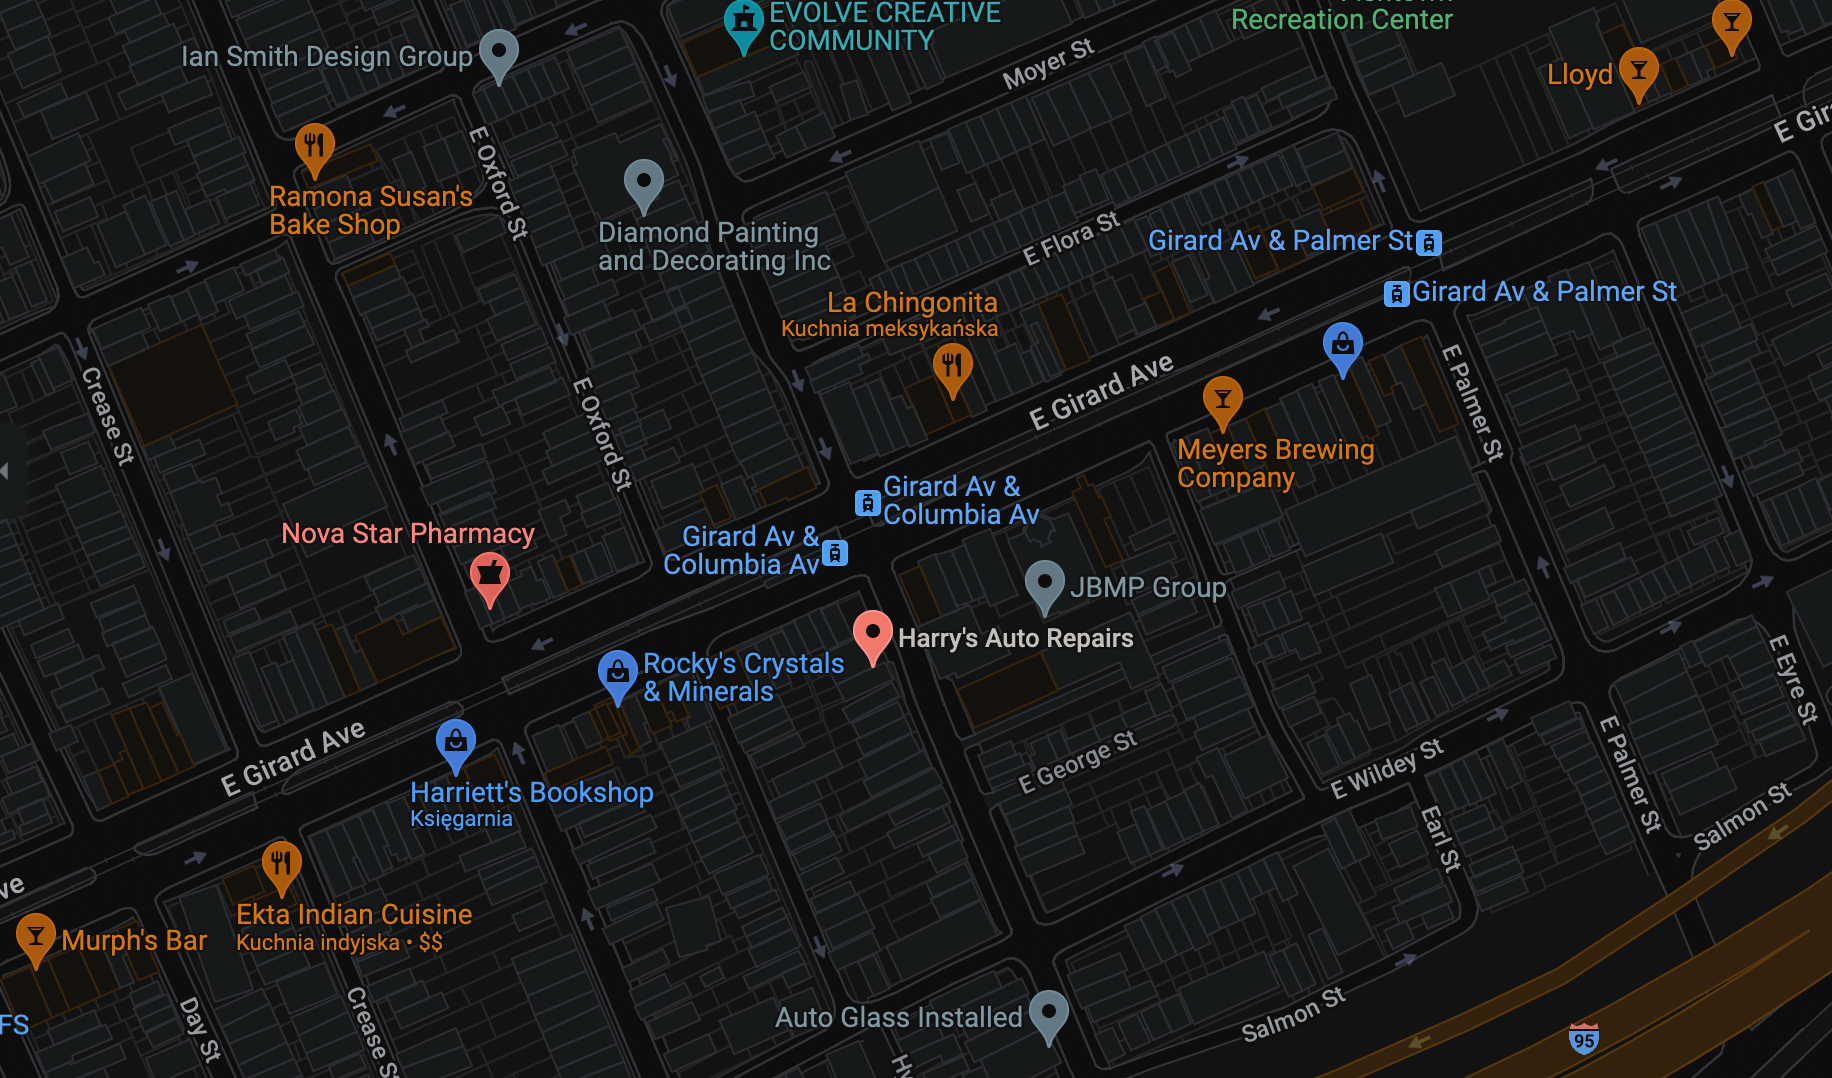 EVOLVE CREATIVE
COMMUNITY
Recreation Center
Ian Smith Design Group
Moyer St
Lloyd
E Oxford St
Ramona Susan's
Bake Shop
Diamond Painting
and Decorating Inc
E Flora St
Girard Av & Palmer St
Girard Av & Palmer St
La Chingonita
Kuchnia meksykańska
E Girard Ave
E Palmer St
Crease St
E Oxford St
Meyers Brewing
Company
Girard Av &
Columbia Av
Nova Star Pharmacy
Girard Av &
Columbia Av
JBMP Group
Harry's Auto Repairs
Rocky's Crystals
& Minerals
E Eyre St
E Girard Ave
E George St
E Wildey St
E Palmer St
Harriett's Bookshop
Księgarnia
Salmon St
Earl St
Ekta Indian Cuisine
Kuchnia indyjska • $$
Murph's Bar
Day St
Crease St
Auto Glass Installed
Salmon St
95